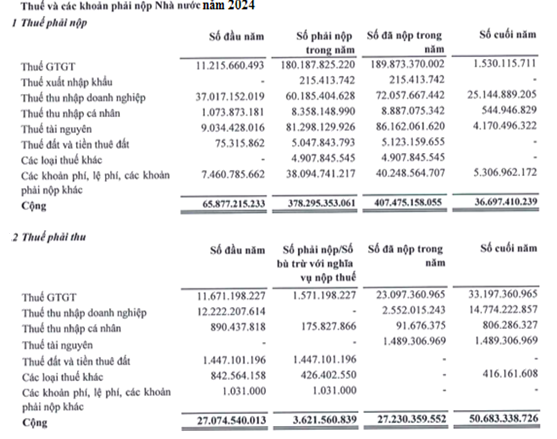 Thuế và các khoản phải nộp Nhà nước năm 2024
1 Thuế phải nộp
Số đầu năm Số phải nộp trong năm Số đã nộp trong năm Số cuối năm
Thuế GTGT 11.215.660.493 180.187.825.220 189.873.370.002 1.530.115.711
Thuế xuất nhập khẩu - 215.413.742 215.413.742 -
Thuế thu nhập doanh nghiệp 37.017.152.019 60.185.404.628 72.057.667.442 25.144.889.205
Thuế thu nhập cá nhân 1.073.873.181 8.358.148.990 8.887.075.342 544.946.829
Thuế tài nguyên 9.034.428.016 81.298.129.926 86.162.061.620 4.170.496.322
Thuế đất và tiền thuê đất 75.315.862 5.047.843.793 5.123.159.655 -
Các loại thuế khác - 4.907.845.545 4.907.845.545 -
Các khoản phí, lệ phí, các khoản 7.460.785.662 38.094.741.217 40.248.564.707 5.306.962.172
phải nộp khác
Cộng 65.877.215.233 378.295.353.061 407.475.158.055 36.697.410.239
2 Thuế phải thu
Số đầu năm Số phải nộp/Số bù trừ với nghĩa vụ nộp thuế Số đã nộp trong năm Số cuối năm
Thuế GTGT 11.671.198.227 1.571.198.227 23.097.360.965 33.197.360.965
Thuế thu nhập doanh nghiệp 12.222.207.614 - 2.552.015.243 14.774.222.857
Thuế thu nhập cá nhân 890.437.818 175.827.866 91.676.375 806.286.327
Thuế tài nguyên - - 1.489.306.969 1.489.306.969
Thuế đất và tiền thuê đất 1.447.101.196 1.447.101.196 - -
Các loại thuế khác 842.564.158 426.402.550 - 416.161.608
Các khoản phí, lệ phí, các khoản 1.031.000 1.031.000 - -
phải nộp khác
Cộng 27.074.540.013 3.621.560.839 27.230.359.552 50.683.338.726